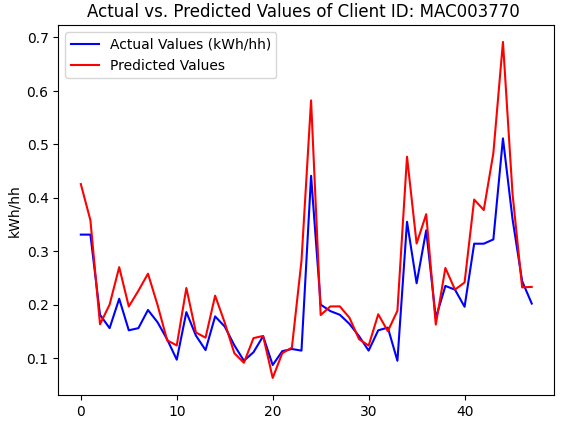 Actual vs. Predicted Values of Client ID: MAC003770
Actual Values (kWh/hh)
Predicted Values
kWh/hh
0.7
0.6
0.5
0.4
0.3
0.2
0.1
0 10 20 30 40